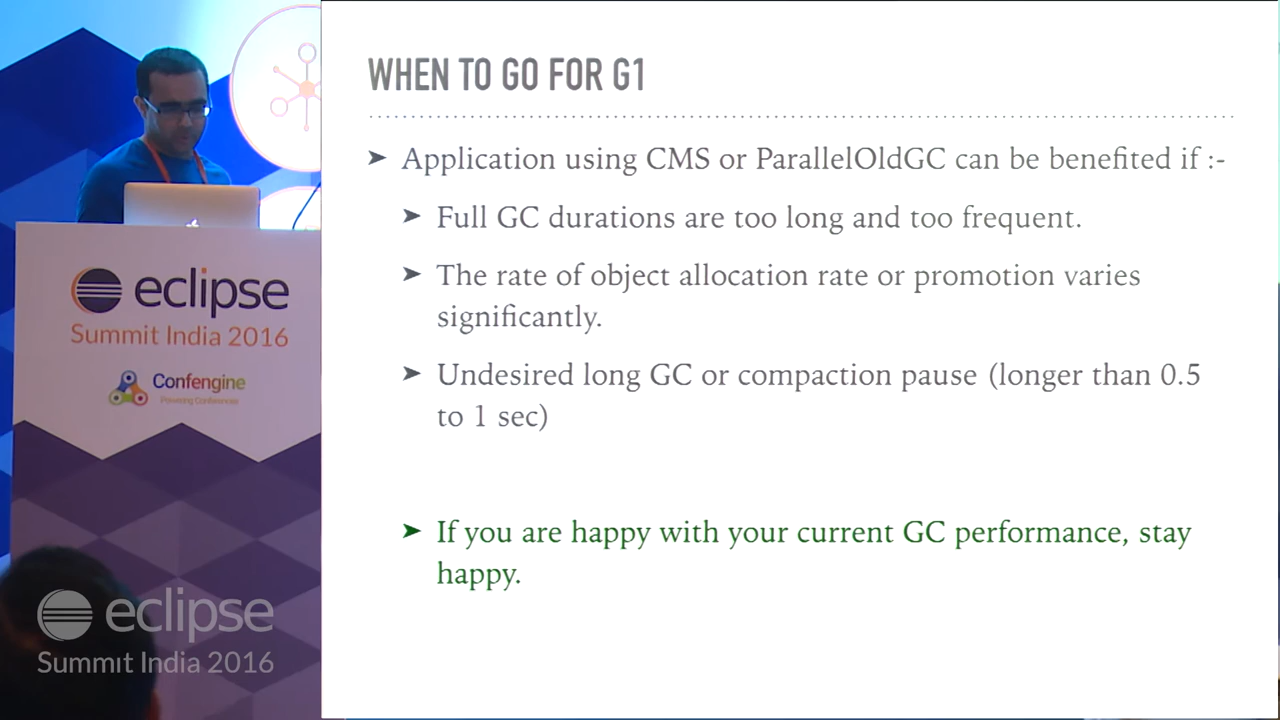 WHEN TO GO FOR G1
➤ Application using CMS or ParallelOldGC can be benefited if :-
➤ Full GC durations are too long and too frequent.
➤ The rate of object allocation rate or promotion varies
significantly.
➤ Undesired long GC or compaction pause (longer than 0.5
to 1 sec)
➤ If you are happy with your current GC performance, stay
happy.
eclipse
Summit India 2016
Confengine
Powering Conferences
eclipse
Summit India 2016